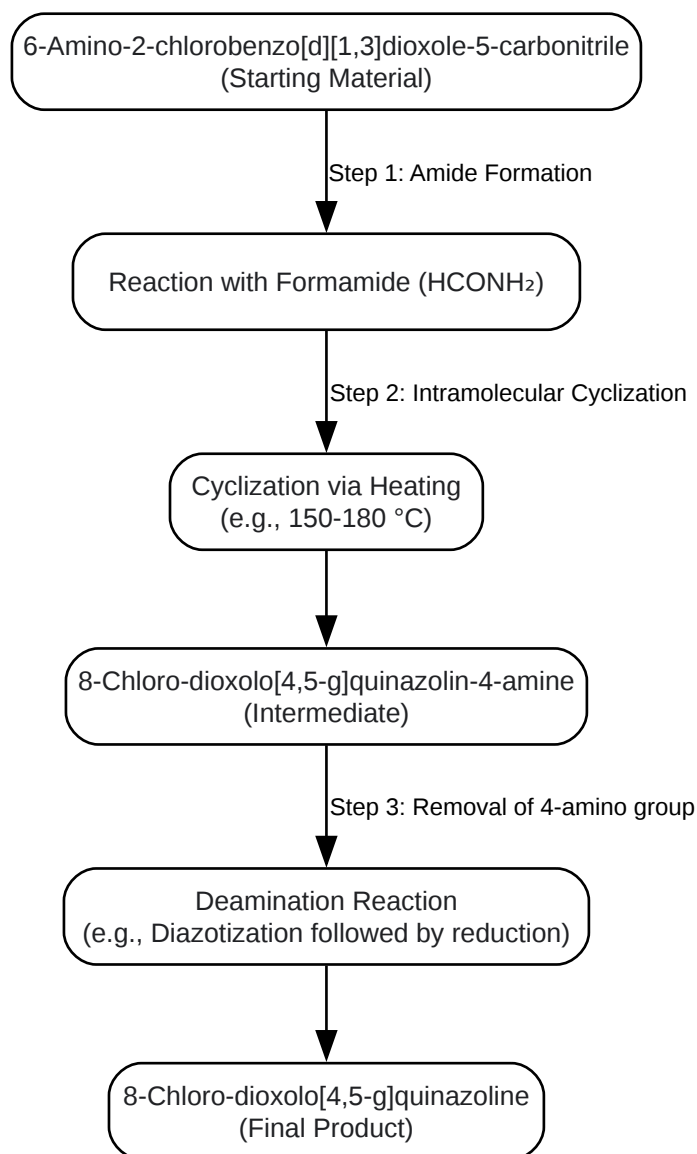 6-Amino-2-chlorobenzo[d][1,3]dioxole-5-carbonitrile
(Starting Material)
Step 1: Amide Formation
Reaction with Formamide (HCONH₂)
Step 2: Intramolecular Cyclization
Cyclization via Heating
(e.g., 150-180 °C)
8-Chloro-dioxolo[4,5-g]quinazolin-4-amine
(Intermediate)
Step 3: Removal of 4-amino group
Deamination Reaction
(e.g., Diazotization followed by reduction)
8-Chloro-dioxolo[4,5-g]quinazoline
(Final Product)